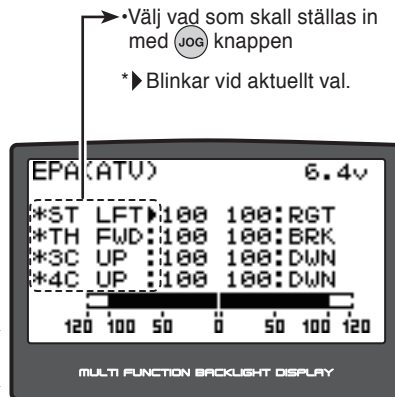 •Välj vad som skall ställas in
med JOG knappen
*▶Blinkar vid aktuellt val.
EPA(ATV) 6.4v
*ST LFT▶100 100:RGT
*TH FWD:100 100:BRK
*3C UP :100 100:DWN
*4C UP :100 100:DWN
120 100 50 0 50 100 120
MULTI FUNCTION BACKLIGHT DISPLAY